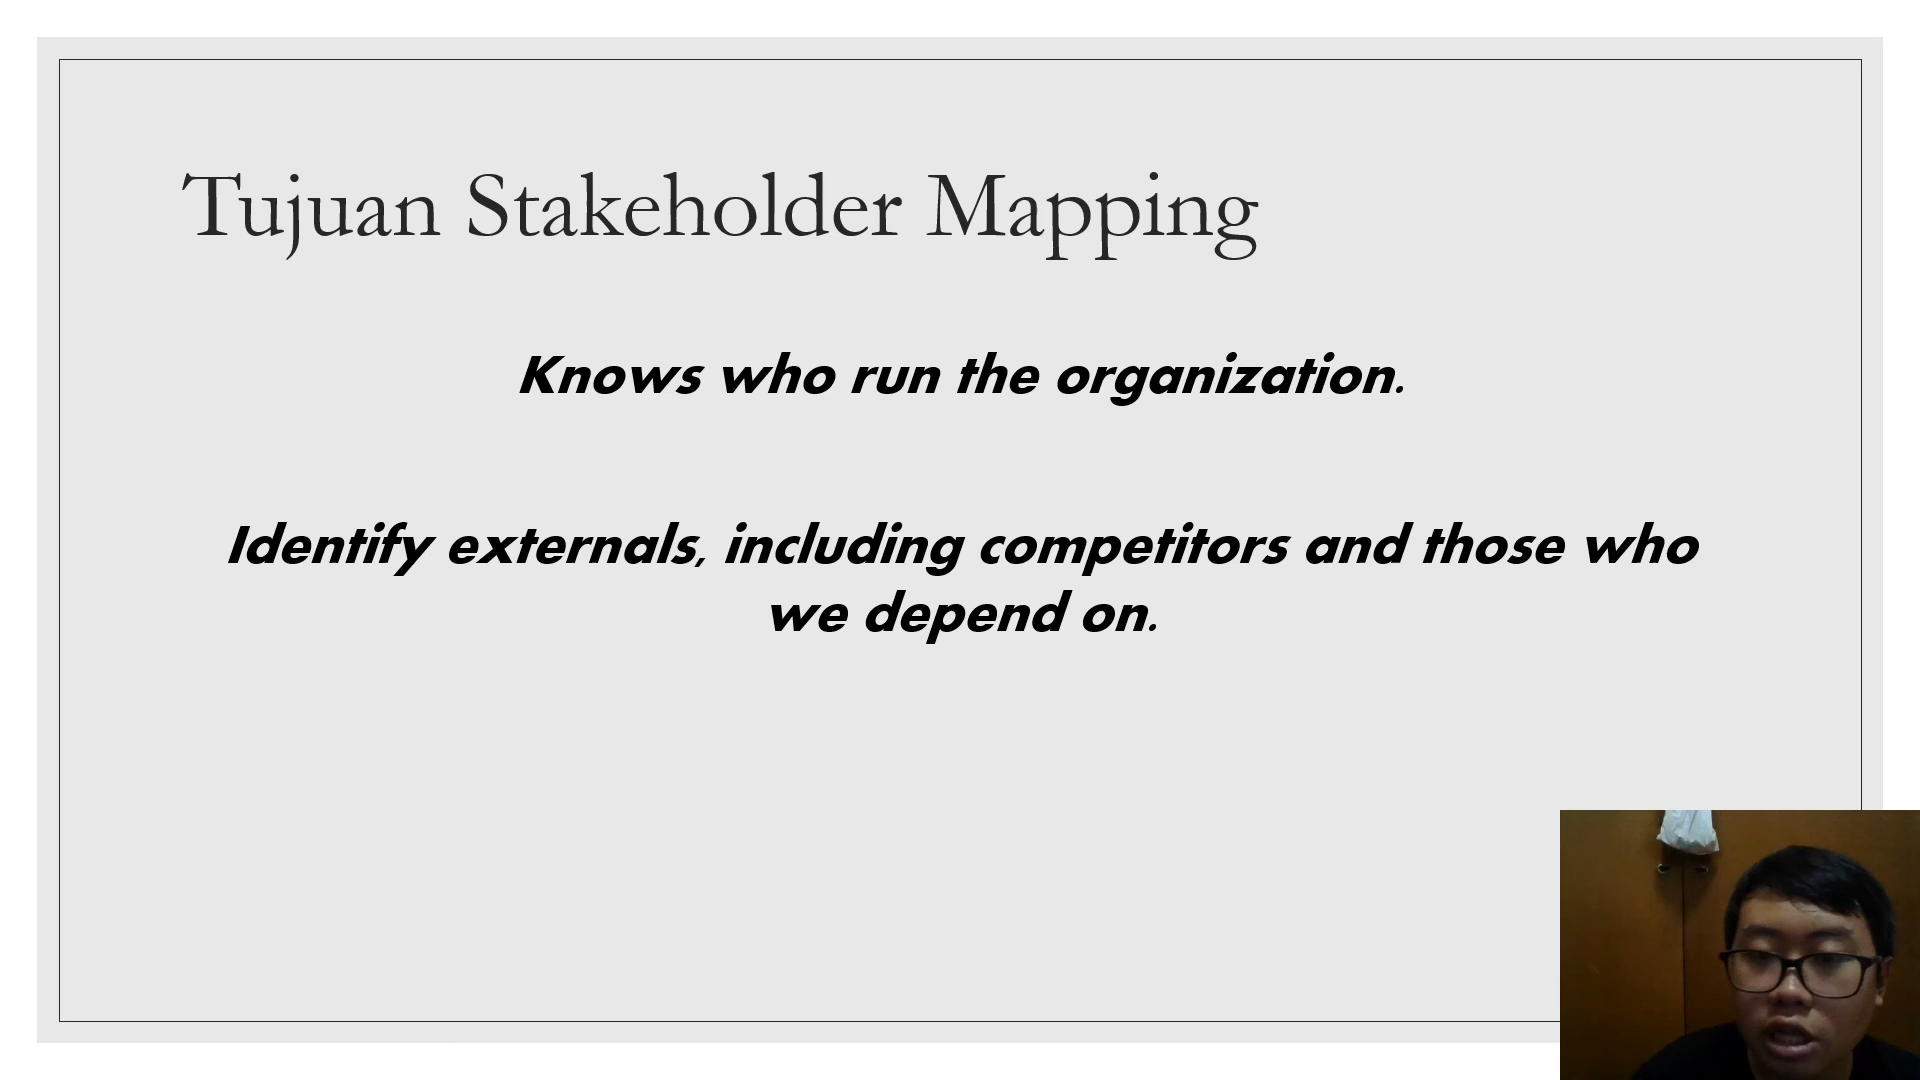 Tujuan Stakeholder Mapping
Knows who run the organization.
Identify externals, including competitors and those who
we depend on.